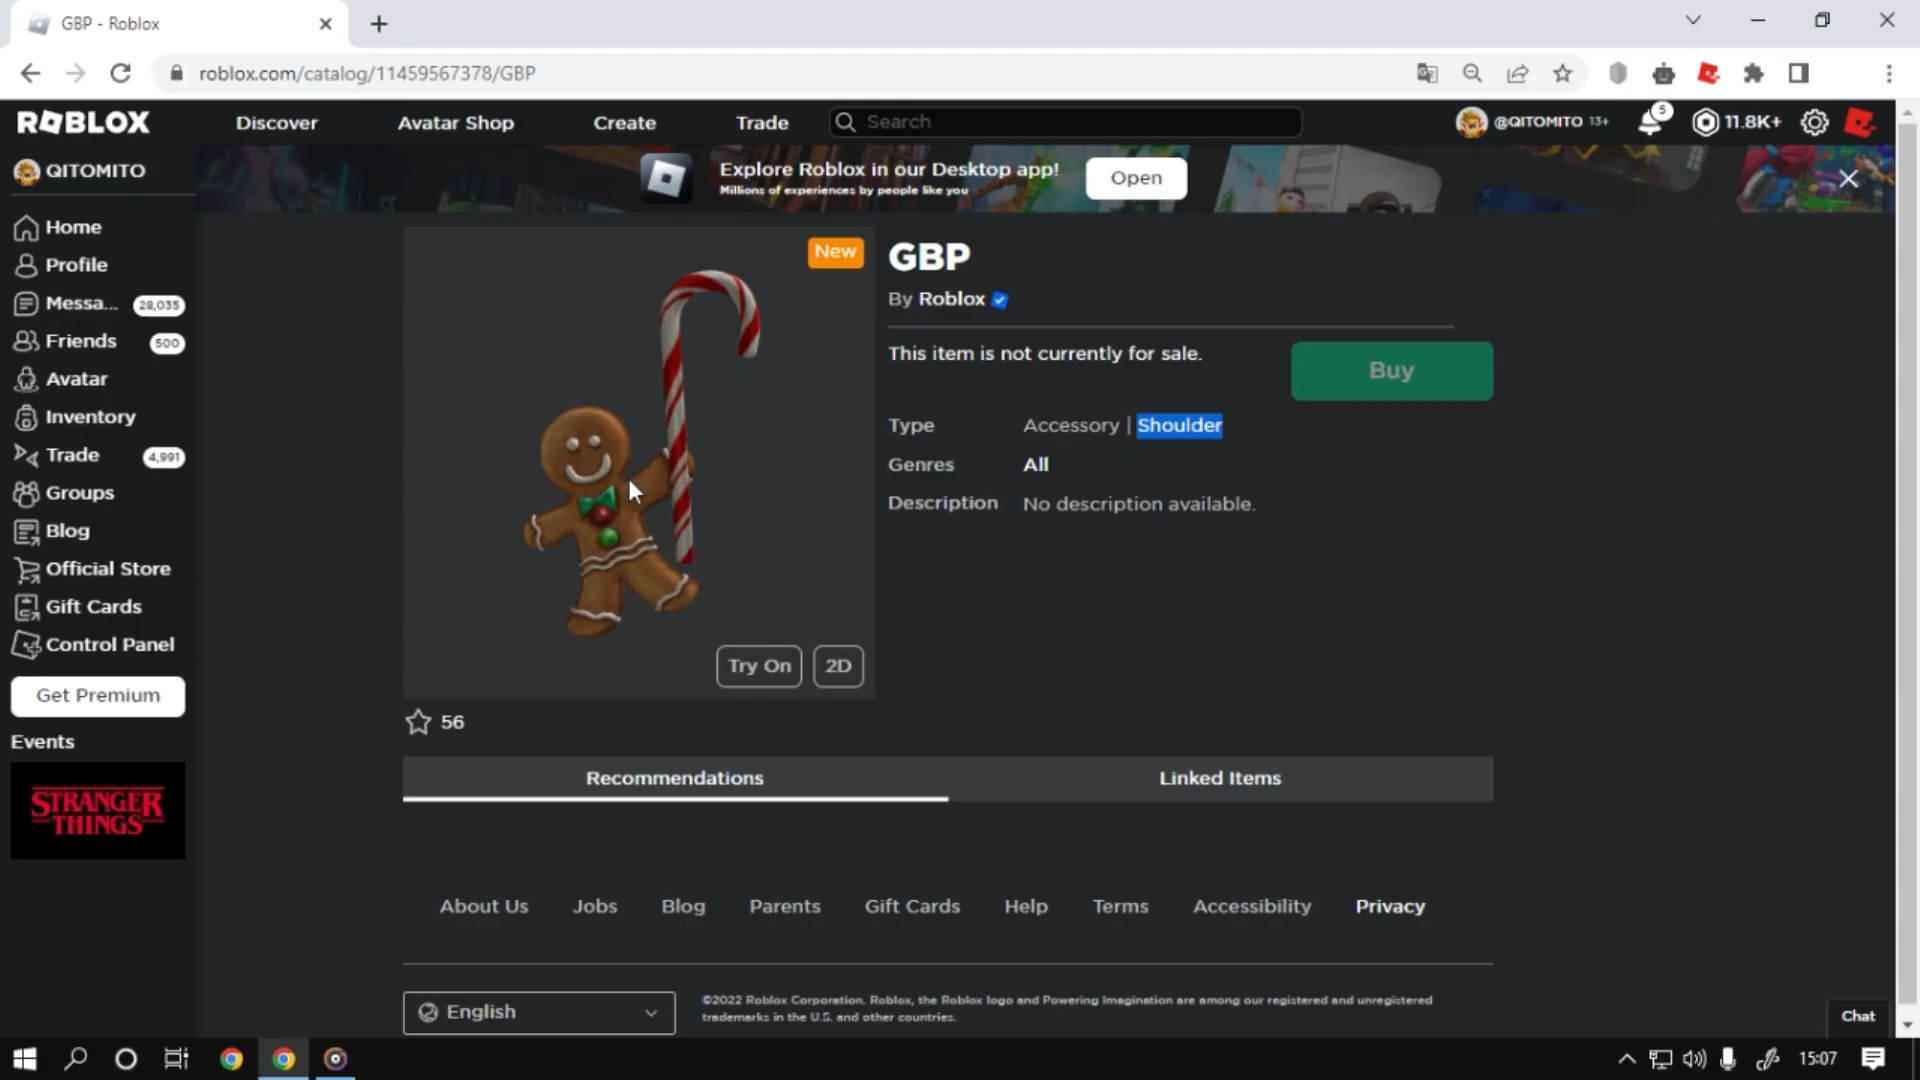 GBP - Roblox
roblox.com/catalog/11459567378/GBP
ROBLOX
Discover
Avatar Shop
Create
Trade
Search
@QITOMITO 13+
5
11.8K+
QITOMITO
Explore Roblox in our Desktop app!
Millions of experiences by people like you
Open
Home
Profile
Messa... 28,035
Friends 500
Avatar
Inventory
Trade 4,991
Groups
Blog
Official Store
Gift Cards
Control Panel
Get Premium
Events
STRANGER
THINGS
New
Try On
2D
56
GBP
By Roblox
This item is not currently for sale.
Buy
Type Accessory | Shoulder
Genres All
Description No description available.
Recommendations
Linked Items
About Us
Jobs
Blog
Parents
Gift Cards
Help
Terms
Accessibility
Privacy
English
©2022 Roblox Corporation. Roblox, the Roblox logo and Powering Imagination are among our registered and unregistered
trademarks in the U.S. and other countries.
Chat
15:07